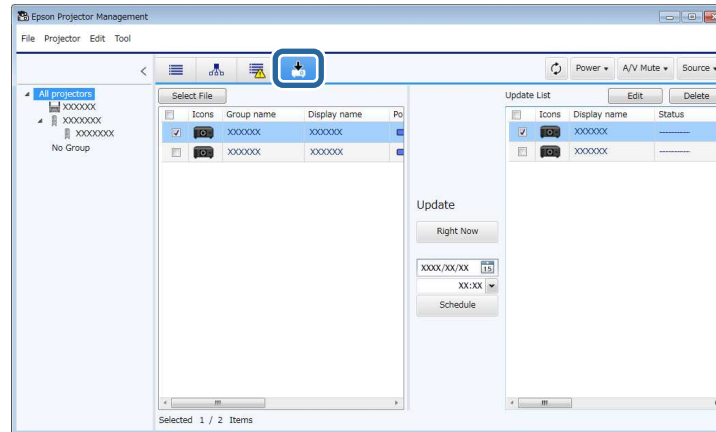 Epson Projector Management
File Projector Edit Tool
Power A/V Mute Source
All projectors
XXXXXX
XXXXXXX
XXXXXXX
No Group
Select File
Icons Group name Display name Po
XXXXXX XXXXXX
XXXXXX XXXXXX
Selected 1 / 2 Items
Update
Right Now
XXXX/XX/XX 15
XX:XX
Schedule
Update List Edit Delete
Icons Display name Status
XXXXXX -----------
XXXXXX -----------